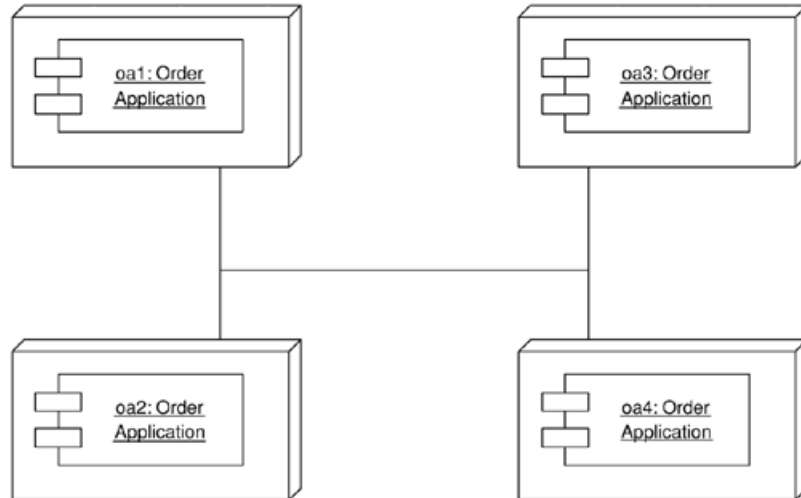 oa1: Order
Application
oa3: Order
Application
oa2: Order
Application
oa4: Order
Application